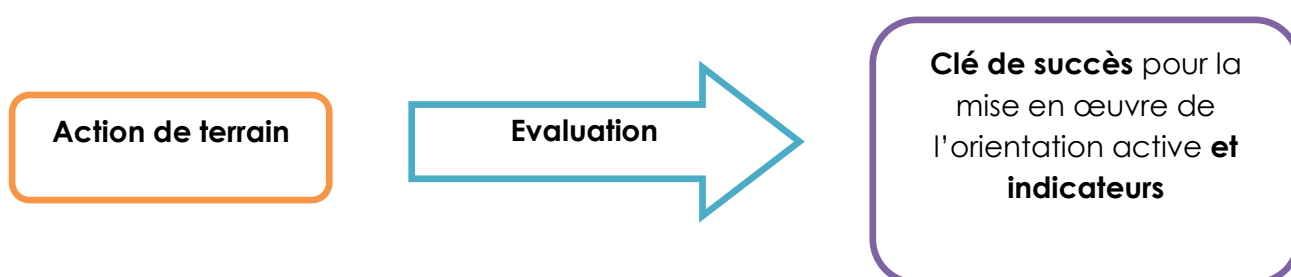 Action de terrain
Evaluation
Clé de succès pour la
mise en œuvre de
l'orientation active et
indicateurs